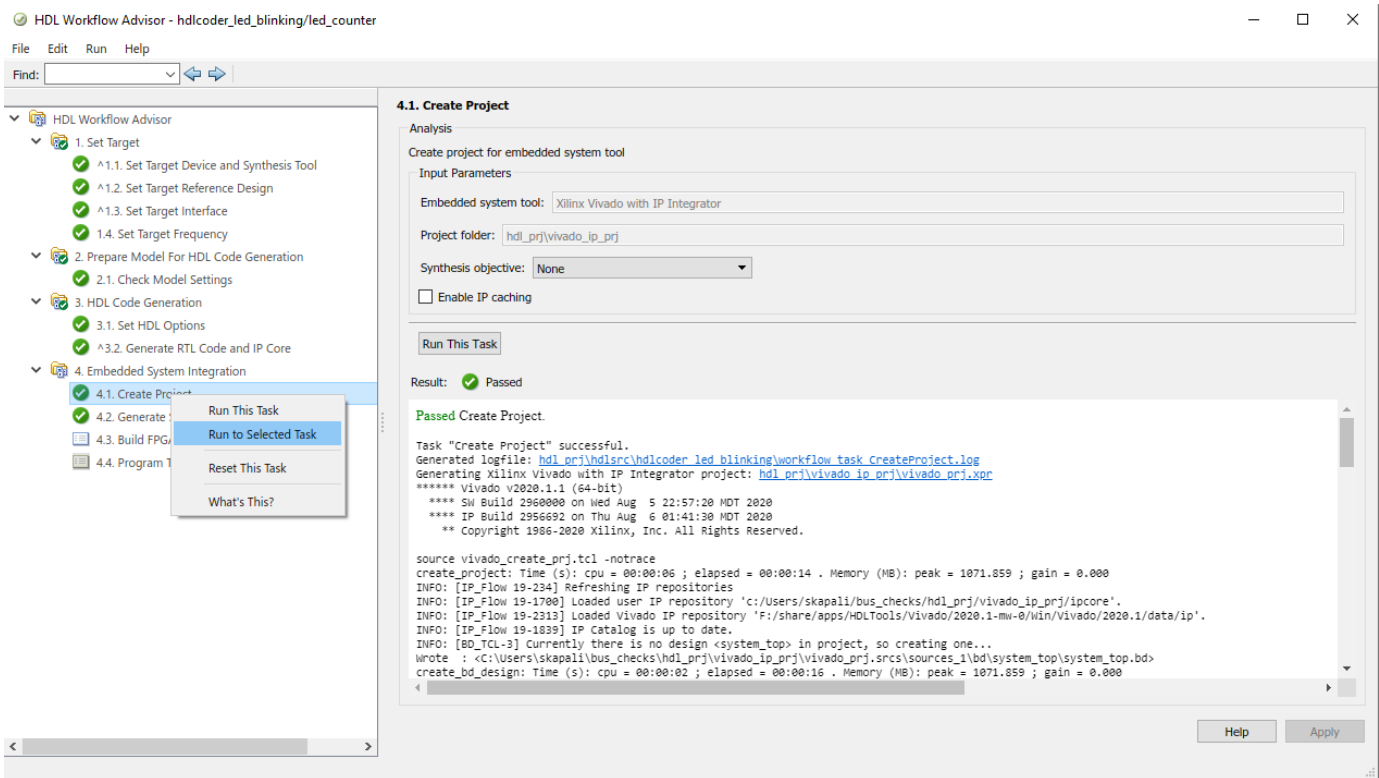 HDL Workflow Advisor - hdlcoder_led_blinking/led_counter
File Edit Run Help
Find:
HDL Workflow Advisor
1. Set Target
^1.1. Set Target Device and Synthesis Tool
^1.2. Set Target Reference Design
^1.3. Set Target Interface
1.4. Set Target Frequency
2. Prepare Model For HDL Code Generation
2.1. Check Model Settings
3. HDL Code Generation
3.1. Set HDL Options
^3.2. Generate RTL Code and IP Core
4. Embedded System Integration
4.1. Create Project
4.2. Generate
4.3. Build FPGA
4.4. Program
Run This Task
Run to Selected Task
Reset This Task
What's This?
4.1. Create Project
Analysis
Create project for embedded system tool
Input Parameters
Embedded system tool: Xilinx Vivado with IP Integrator
Project folder: hdl_prj\vivado_ip_prj
Synthesis objective: None
Enable IP caching
Run This Task
Result: Passed
Passed Create Project.
Task "Create Project" successful.
Generated logfile: hdl_prj\hdlsrc\hdlcoder_led_blinking\workflow_task_CreateProject.log
Generating Xilinx Vivado with IP Integrator project: hdl_prj\vivado_ip_prj\vivado_prj.xpr
****** Vivado v2020.1.1 (64-bit)
**** SW Build 2960000 on Wed Aug 5 22:57:20 MDT 2020
**** IP Build 2956692 on Thu Aug 6 01:41:30 MDT 2020
** Copyright 1986-2020 Xilinx, Inc. All Rights Reserved.
source vivado_create_prj.tcl -notrace
create_project: Time (s): cpu = 00:00:06 ; elapsed = 00:00:14 . Memory (MB): peak = 1071.859 ; gain = 0.000
INFO: [IP_Flow 19-234] Refreshing IP repositories
INFO: [IP_Flow 19-1700] Loaded user IP repository 'c:/Users/skapali/bus_checks/hdl_prj/vivado_ip_prj/ipcore'.
INFO: [IP_Flow 19-2313] Loaded Vivado IP repository 'F:/share/apps/HDLTools/Vivado/2020.1-mw-0/Win/Vivado/2020.1/data/ip'.
INFO: [IP_Flow 19-1839] IP Catalog is up to date.
INFO: [BD_TCL-3] Currently there is no design <system_top> in project, so creating one...
Wrote : <C:\Users\skapali\bus_checks\hdl_prj\vivado_ip_prj\vivado_prj.srcs\sources_1\bd\system_top\system_top.bd>
create_bd_design: Time (s): cpu = 00:00:02 ; elapsed = 00:00:16 . Memory (MB): peak = 1071.859 ; gain = 0.000
Help Apply